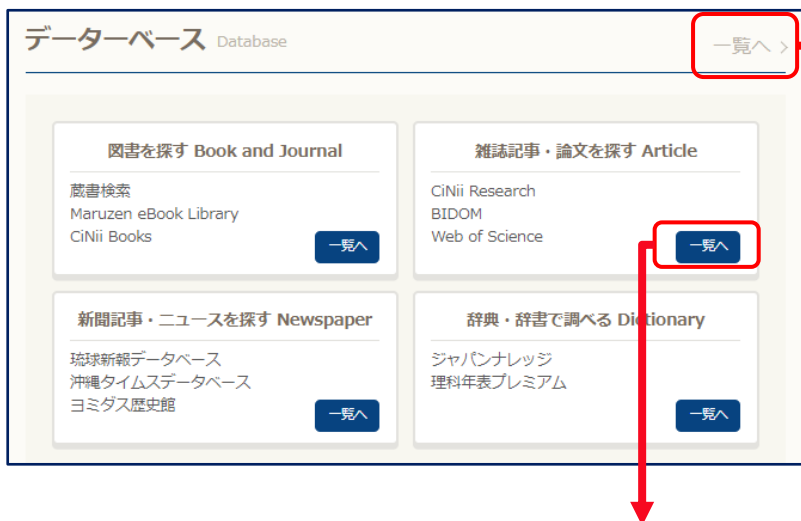 データーベース Database
一覧へ >
図書を探す Book and Journal
蔵書検索
Maruzen eBook Library
CiNii Books
一覧へ
雑誌記事・論文を探す Article
CiNii Research
BIDOM
Web of Science
一覧へ
新聞記事・ニュースを探す Newspaper
琉球新報データベース
沖縄タイムスデータベース
ヨミダス歴史館
一覧へ
辞典・辞書で調べる Dictionary
ジャパンナレッジ
理科年表プレミアム
一覧へ